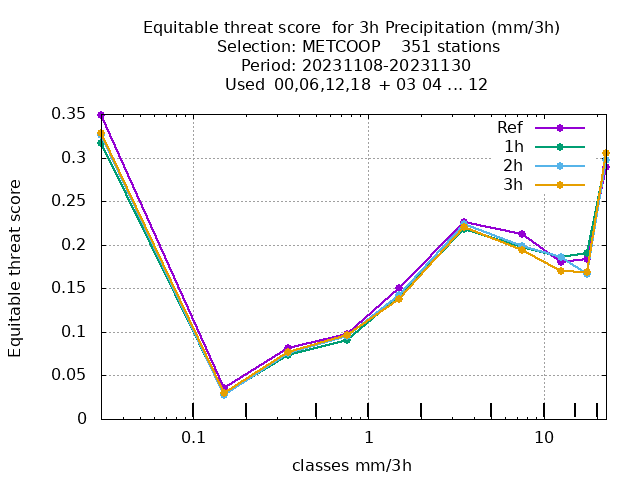 Equitable threat score  for 3h Precipitation (mm/3h)
Selection: METCOOP    351 stations
Period: 20231108-20231130
Used  00,06,12,18  + 03 04 ... 12
Equitable threat score
0.35
0.3
0.25
0.2
0.15
0.1
0.05
0
Ref
1h
2h
3h
0.1
1
10
classes mm/3h